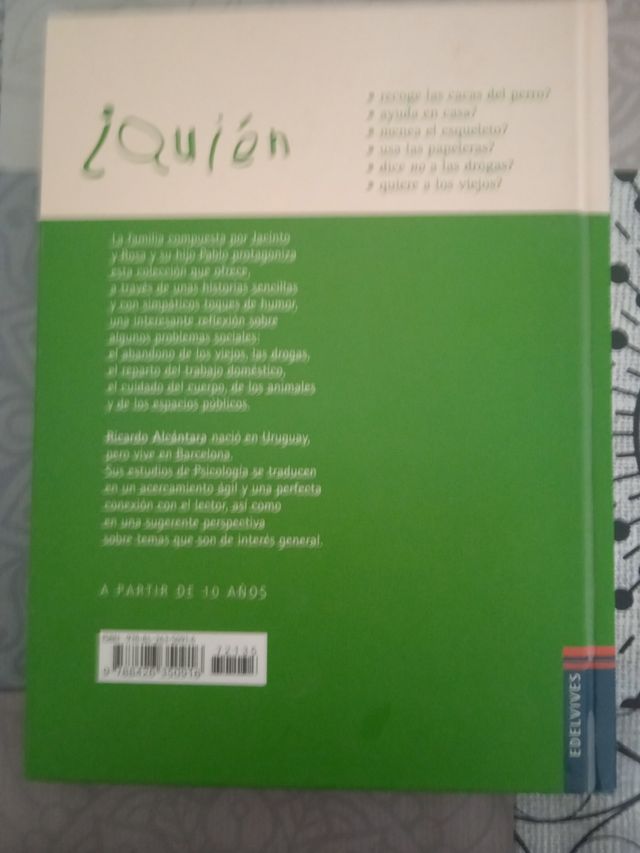 ¿Quién
recoge las cacas del perro?
ayuda en casa?
menea el esqueleto?
usa las papeleras?
dice no a las drogas?
quiere a los viejos?
La familia compuesta por Jacinto
y Rosa y su hijo Pablo protagoniza
esta colección que ofrece,
a través de unas historias sencillas
y con simpáticos toques de humor,
una interesante reflexión sobre
algunos problemas sociales:
el abandono de los viejos, las drogas,
el reparto del trabajo doméstico,
el cuidado del cuerpo, de los animales
y de los espacios públicos.
Ricardo Alcántara nació en Uruguay,
pero vive en Barcelona.
Sus estudios de Psicología se traducen
en un acercamiento ágil y una perfecta
conexión con el lector, así como
en una sugerente perspectiva
sobre temas que son de interés general.
A PARTIR DE 10 AÑOS
ISBN
72135
9 788426 350916
EDELVIVES